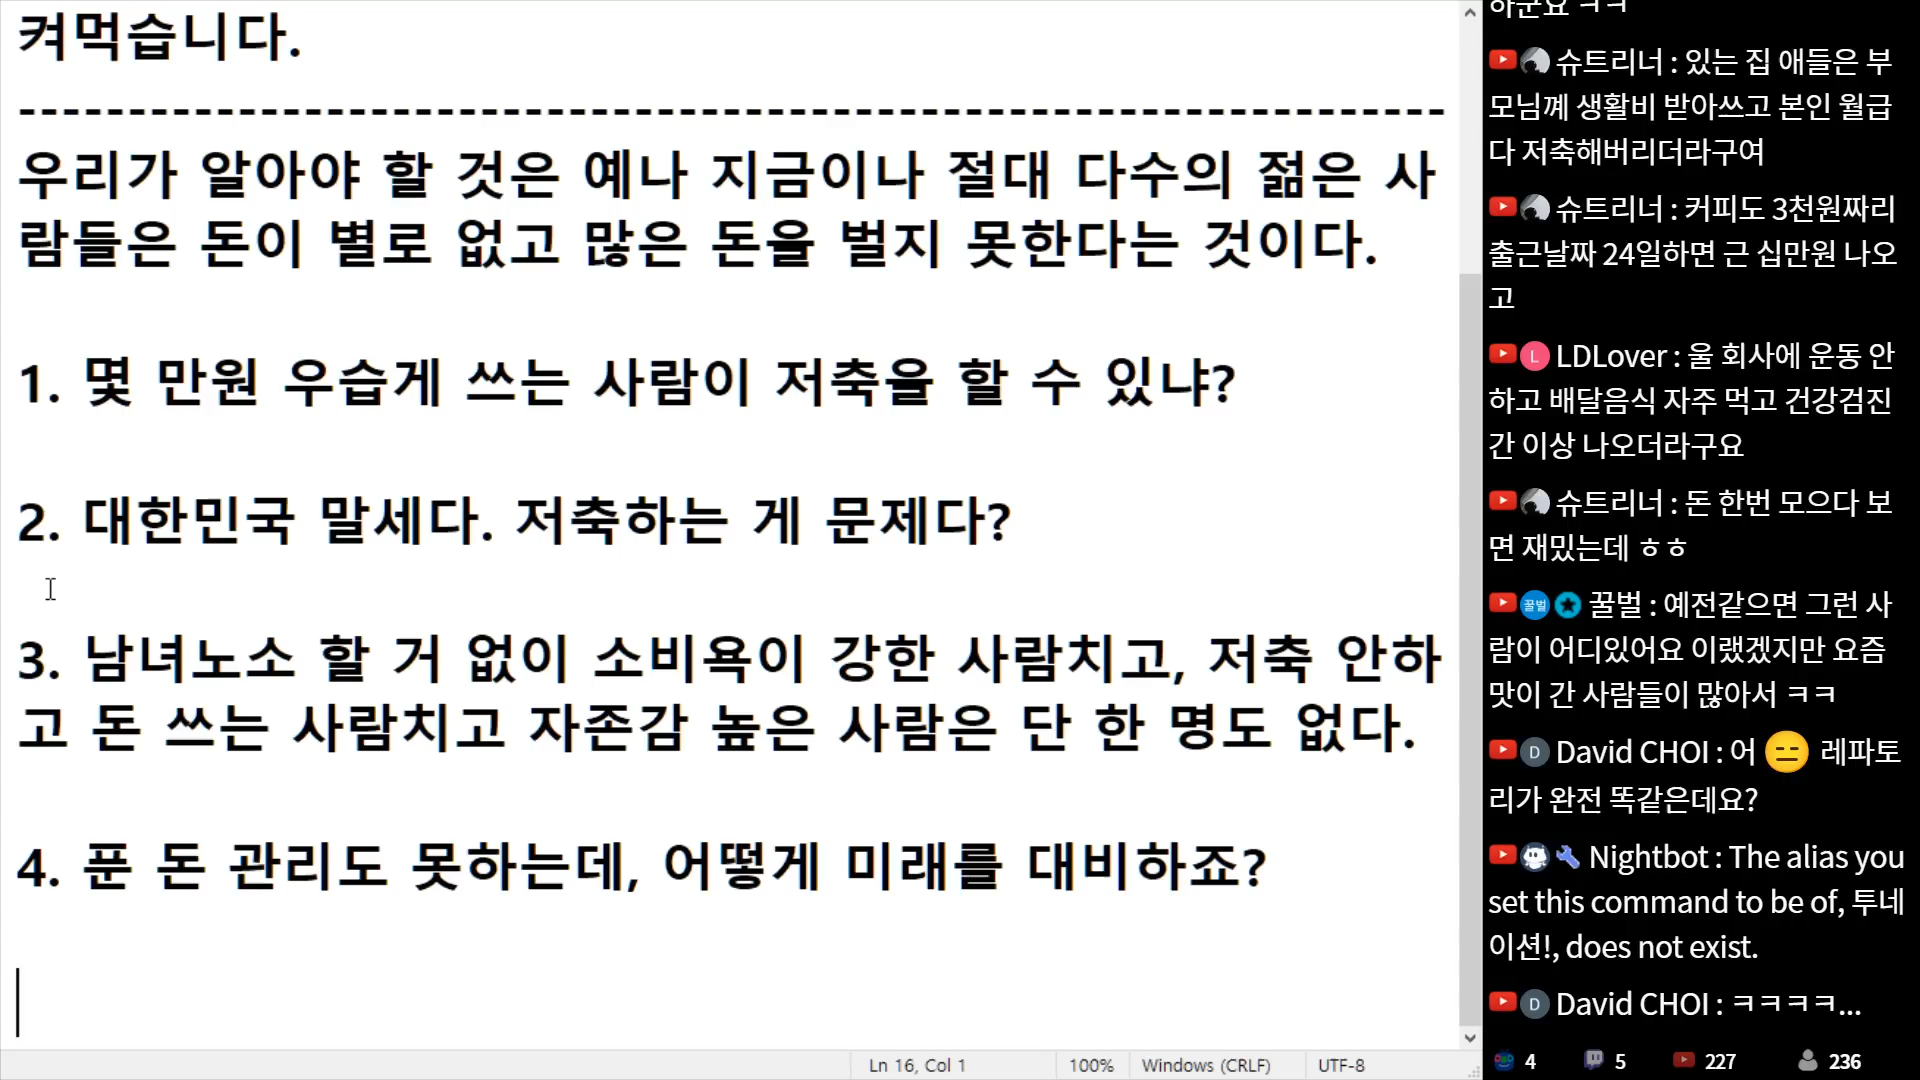 켜먹습니다.
--------------------------------------------------------------------
우리가 알아야 할 것은 예나 지금이나 절대 다수의 젊은 사
람들은 돈이 별로 없고 많은 돈을 벌지 못한다는 것이다.
1. 몇 만원 우습게 쓰는 사람이 저축을 할 수 있냐?
2. 대한민국 말세다. 저축하는 게 문제다?
3. 남녀노소 할 거 없이 소비욕이 강한 사람치고, 저축 안하
고 돈 쓰는 사람치고 자존감 높은 사람은 단 한 명도 없다.
4. 푼 돈 관리도 못하는데, 어떻게 미래를 대비하죠?
Ln 16, Col 1
100%
Windows (CRLF)
UTF-8
하군요 ㅋㅋ
슈트리너 : 있는 집 애들은 부
모님께 생활비 받아쓰고 본인 월급
다 저축해버리더라구여
슈트리너 : 커피도 3천원짜리
출근날짜 24일하면 근 십만원 나오
고
L LDLover : 울 회사에 운동 안
하고 배달음식 자주 먹고 건강검진
간 이상 나오더라구요
슈트리너 : 돈 한번 모으다 보
면 재밌는데 ㅎㅎ
꿀벌 꿀벌 : 예전같으면 그런 사
람이 어디있어요 이랬겠지만 요즘
맛이 간 사람들이 많아서 ㅋㅋ
D David CHOI : 어 😑 레파토
리가 완전 똑같은데요?
Nightbot : The alias you
set this command to be of, 투네
이션!, does not exist.
D David CHOI : ㅋㅋㅋㅋ...
4 5 227 236